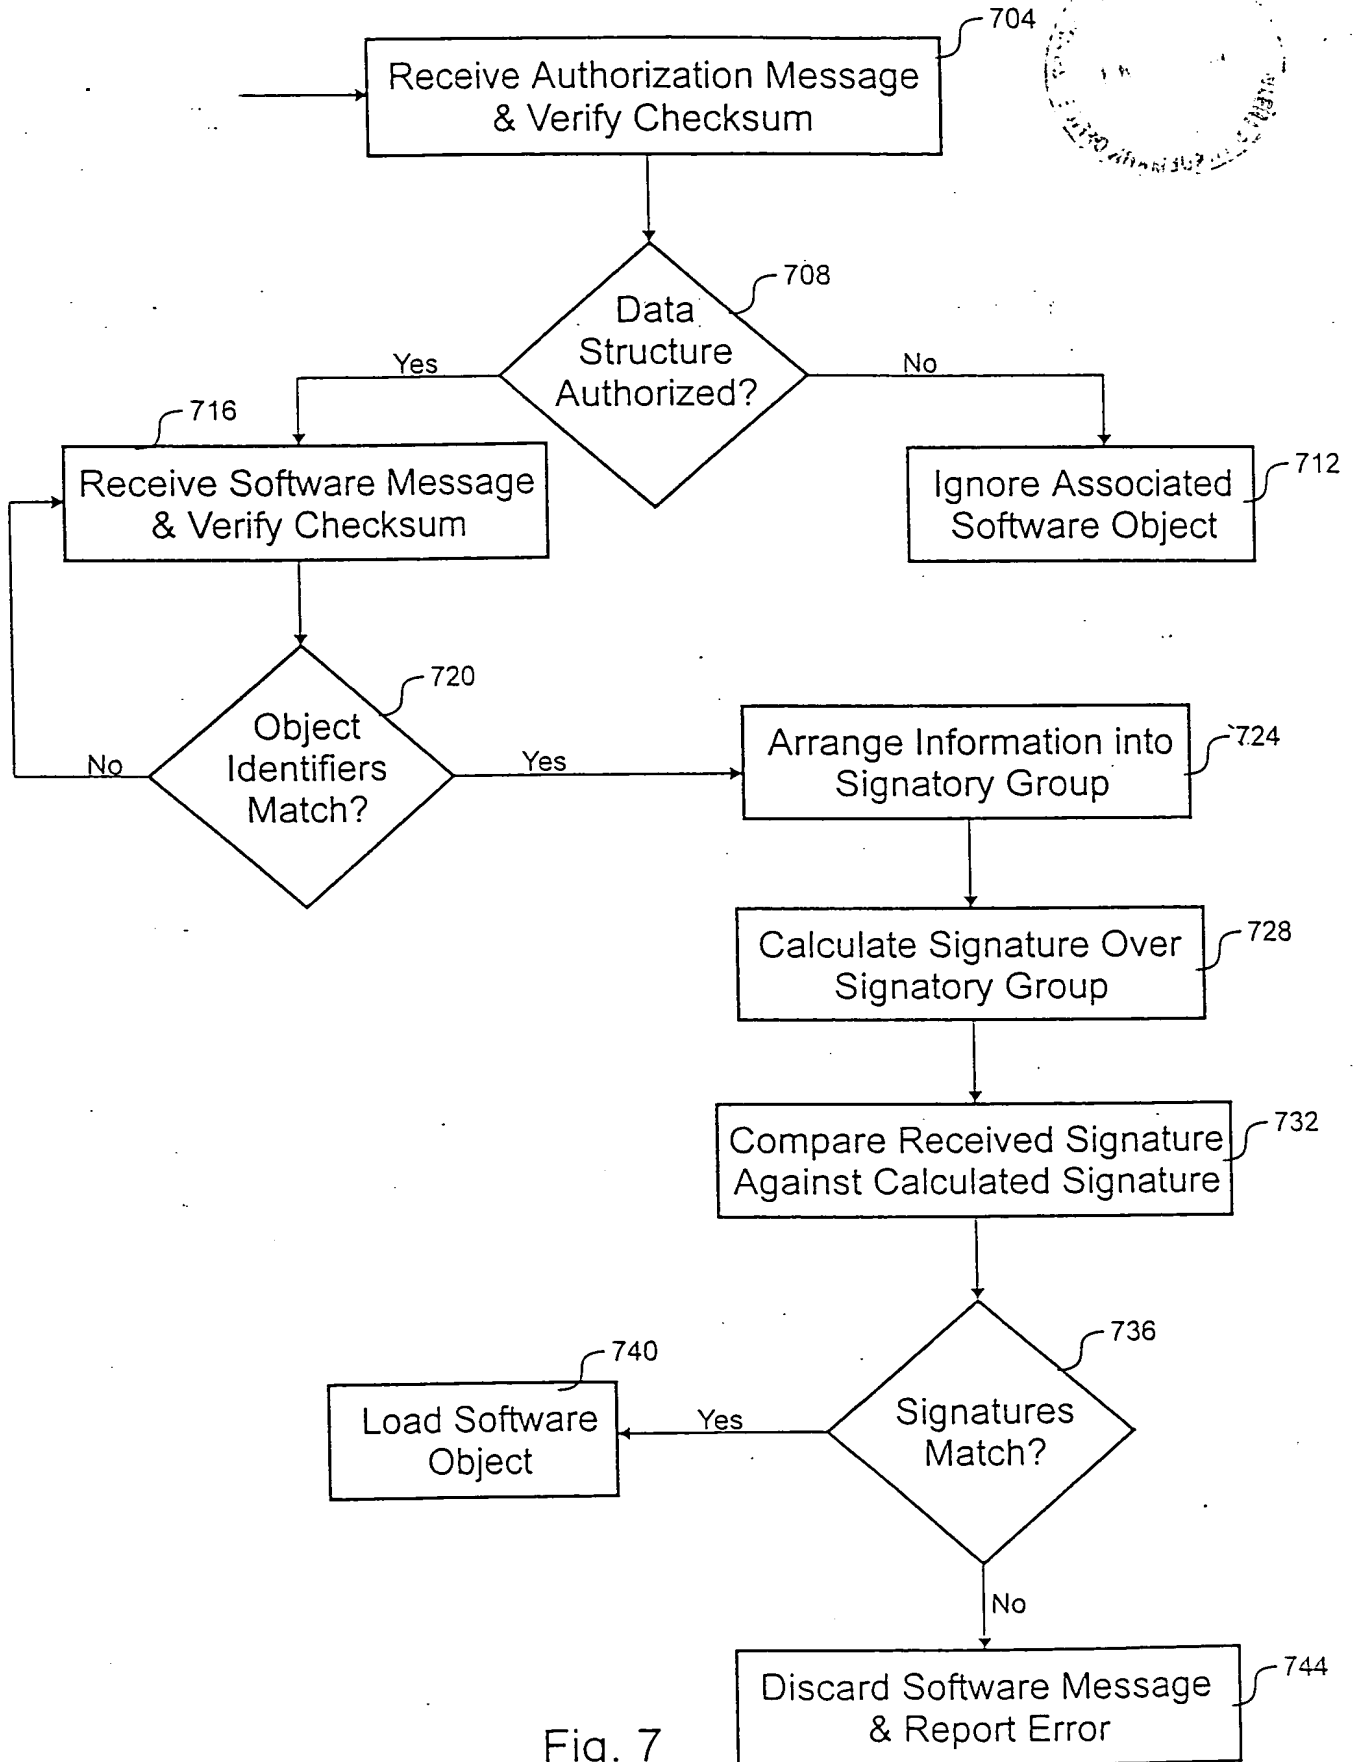 704
Receive Authorization Message
& Verify Checksum
708
Data
Structure
Authorized?
Yes
No
716
Receive Software Message
& Verify Checksum
712
Ignore Associated
Software Object
720
Object
Identifiers
Match?
No
Yes
724
Arrange Information into
Signatory Group
728
Calculate Signature Over
Signatory Group
732
Compare Received Signature
Against Calculated Signature
736
Signatures
Match?
740
Load Software
Object
Yes
No
744
Discard Software Message
& Report Error
Fig. 7